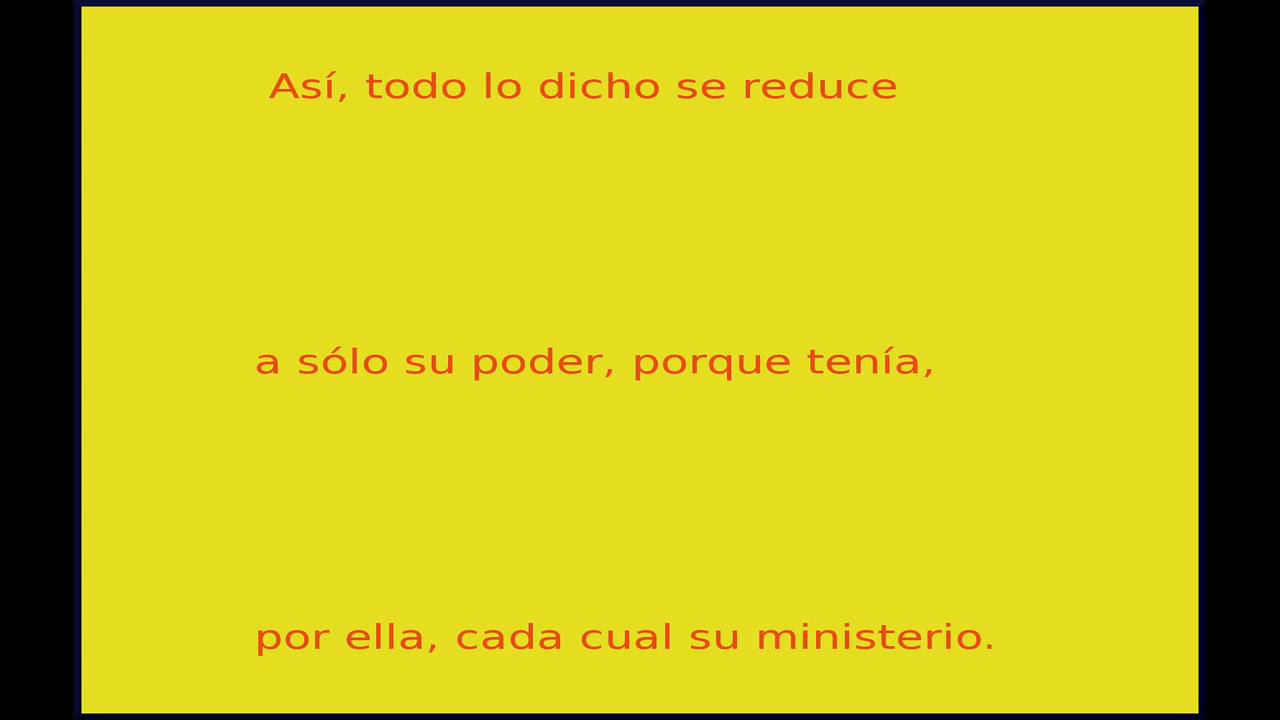 Así, todo lo dicho se reduce
a sólo su poder, porque tenía,
por ella, cada cual su ministerio.